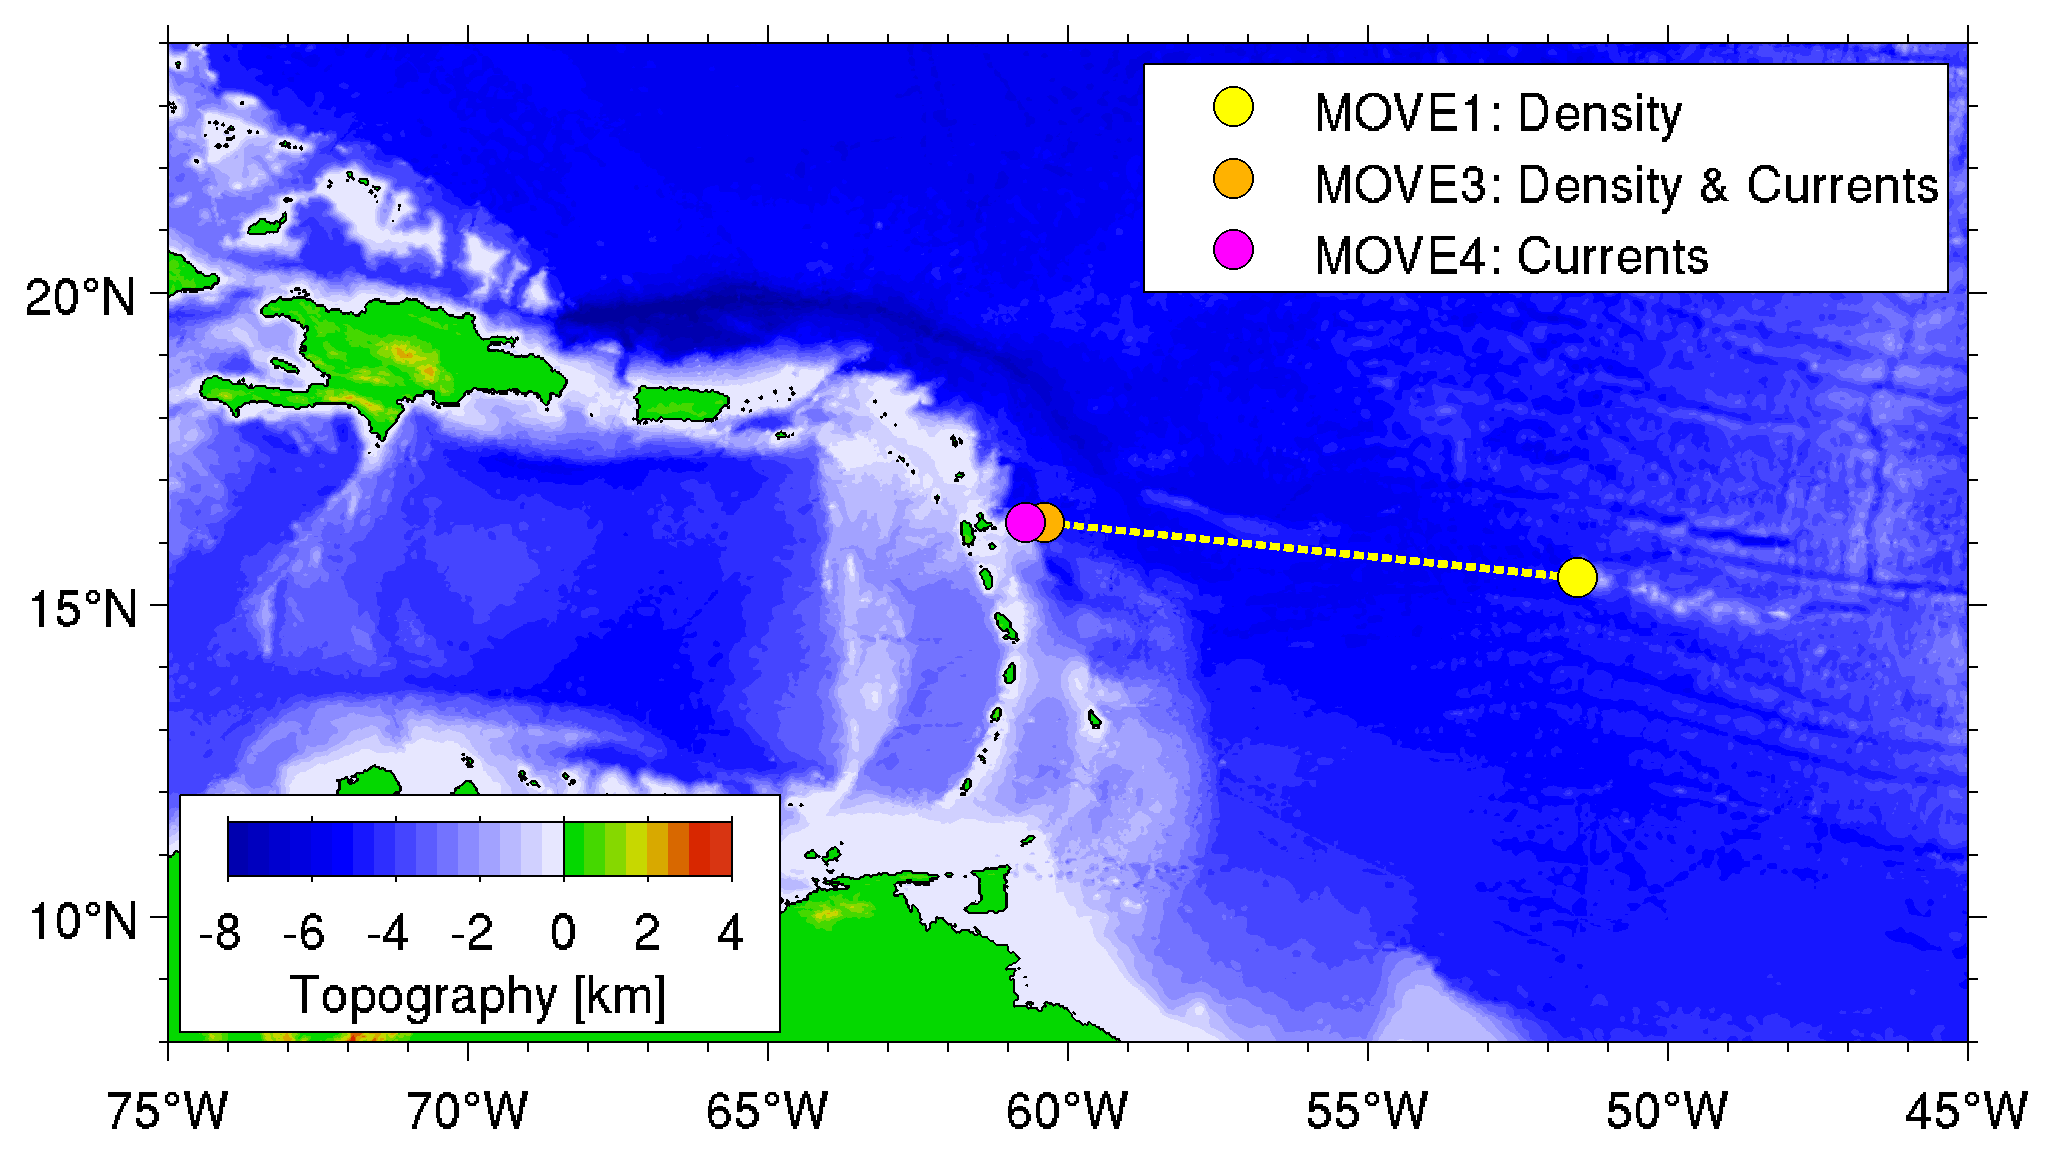 MOVE1: Density
MOVE3: Density & Currents
MOVE4: Currents
20°N
15°N
10°N
-8 -6 -4 -2 0 2 4
Topography [km]
75°W 70°W 65°W 60°W 55°W 50°W 45°W